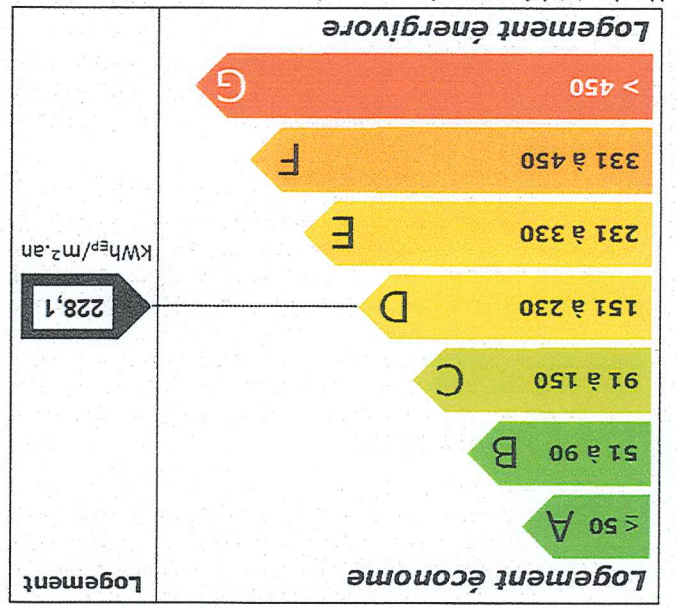 Logement économe
Logement
≤ 50 A
51 à 90 B
91 à 150 C
151 à 230 D
228,1
kWhEP/m².an
231 à 330 E
331 à 450 F
> 450 G
Logement énergivore